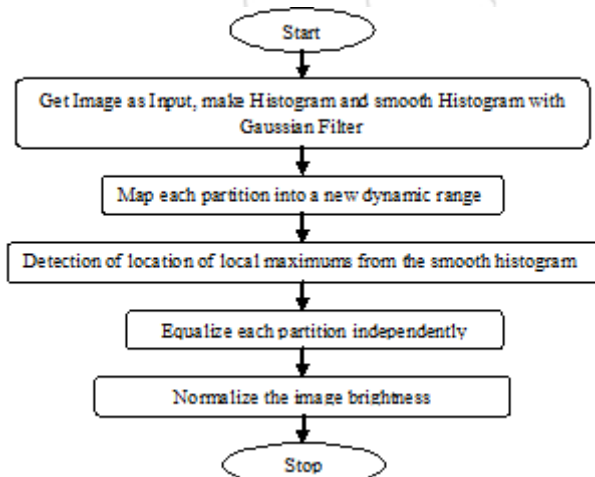 Start
Get Image as Input, make Histogram and smooth Histogram with
Gaussian Filter
Map each partition into a new dynamic range
Detection of location of local maximums from the smooth histogram
Equalize each partition independently
Normalize the image brightness
Stop